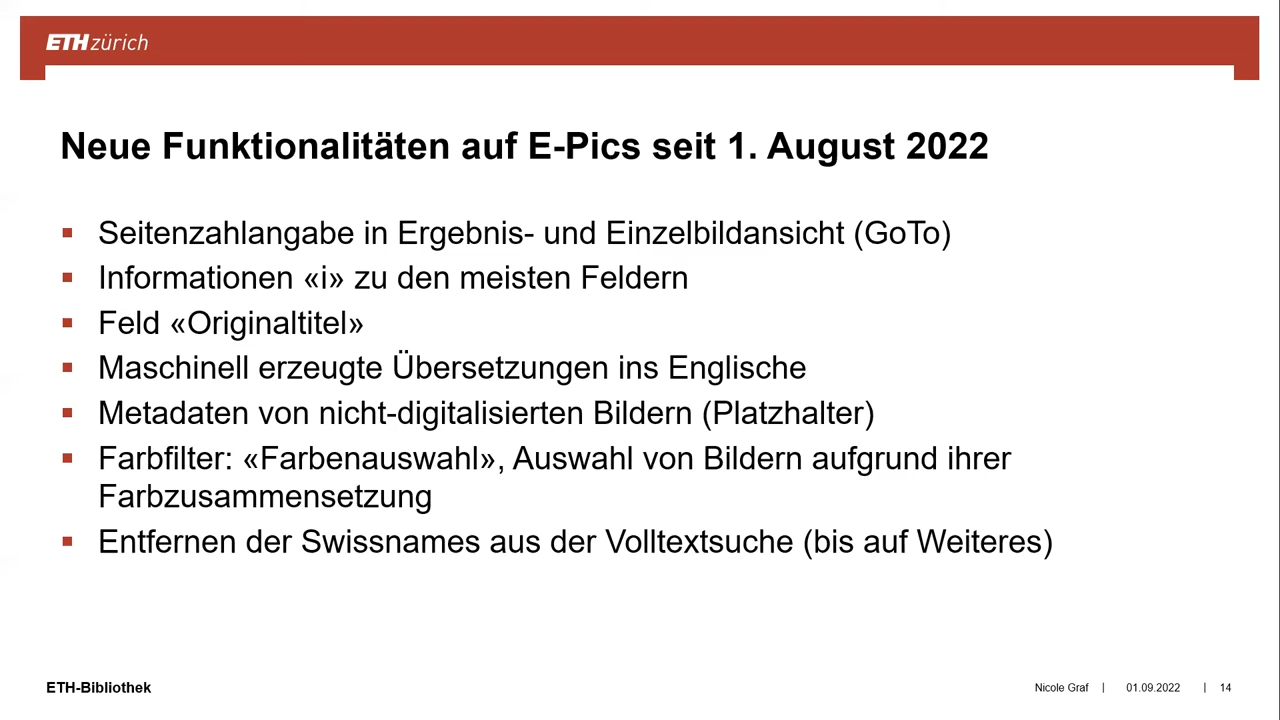 ETH zürich
Neue Funktionalitäten auf E-Pics seit 1. August 2022
Seitenzahlangabe in Ergebnis- und Einzelbildansicht (GoTo)
Informationen «i» zu den meisten Feldern
Feld «Originaltitel»
Maschinell erzeugte Übersetzungen ins Englische
Metadaten von nicht-digitalisierten Bildern (Platzhalter)
Farbfilter: «Farbenauswahl», Auswahl von Bildern aufgrund ihrer
Farbzusammensetzung
Entfernen der Swissnames aus der Volltextsuche (bis auf Weiteres)
ETH-Bibliothek Nicole Graf | 01.09.2022 | 14